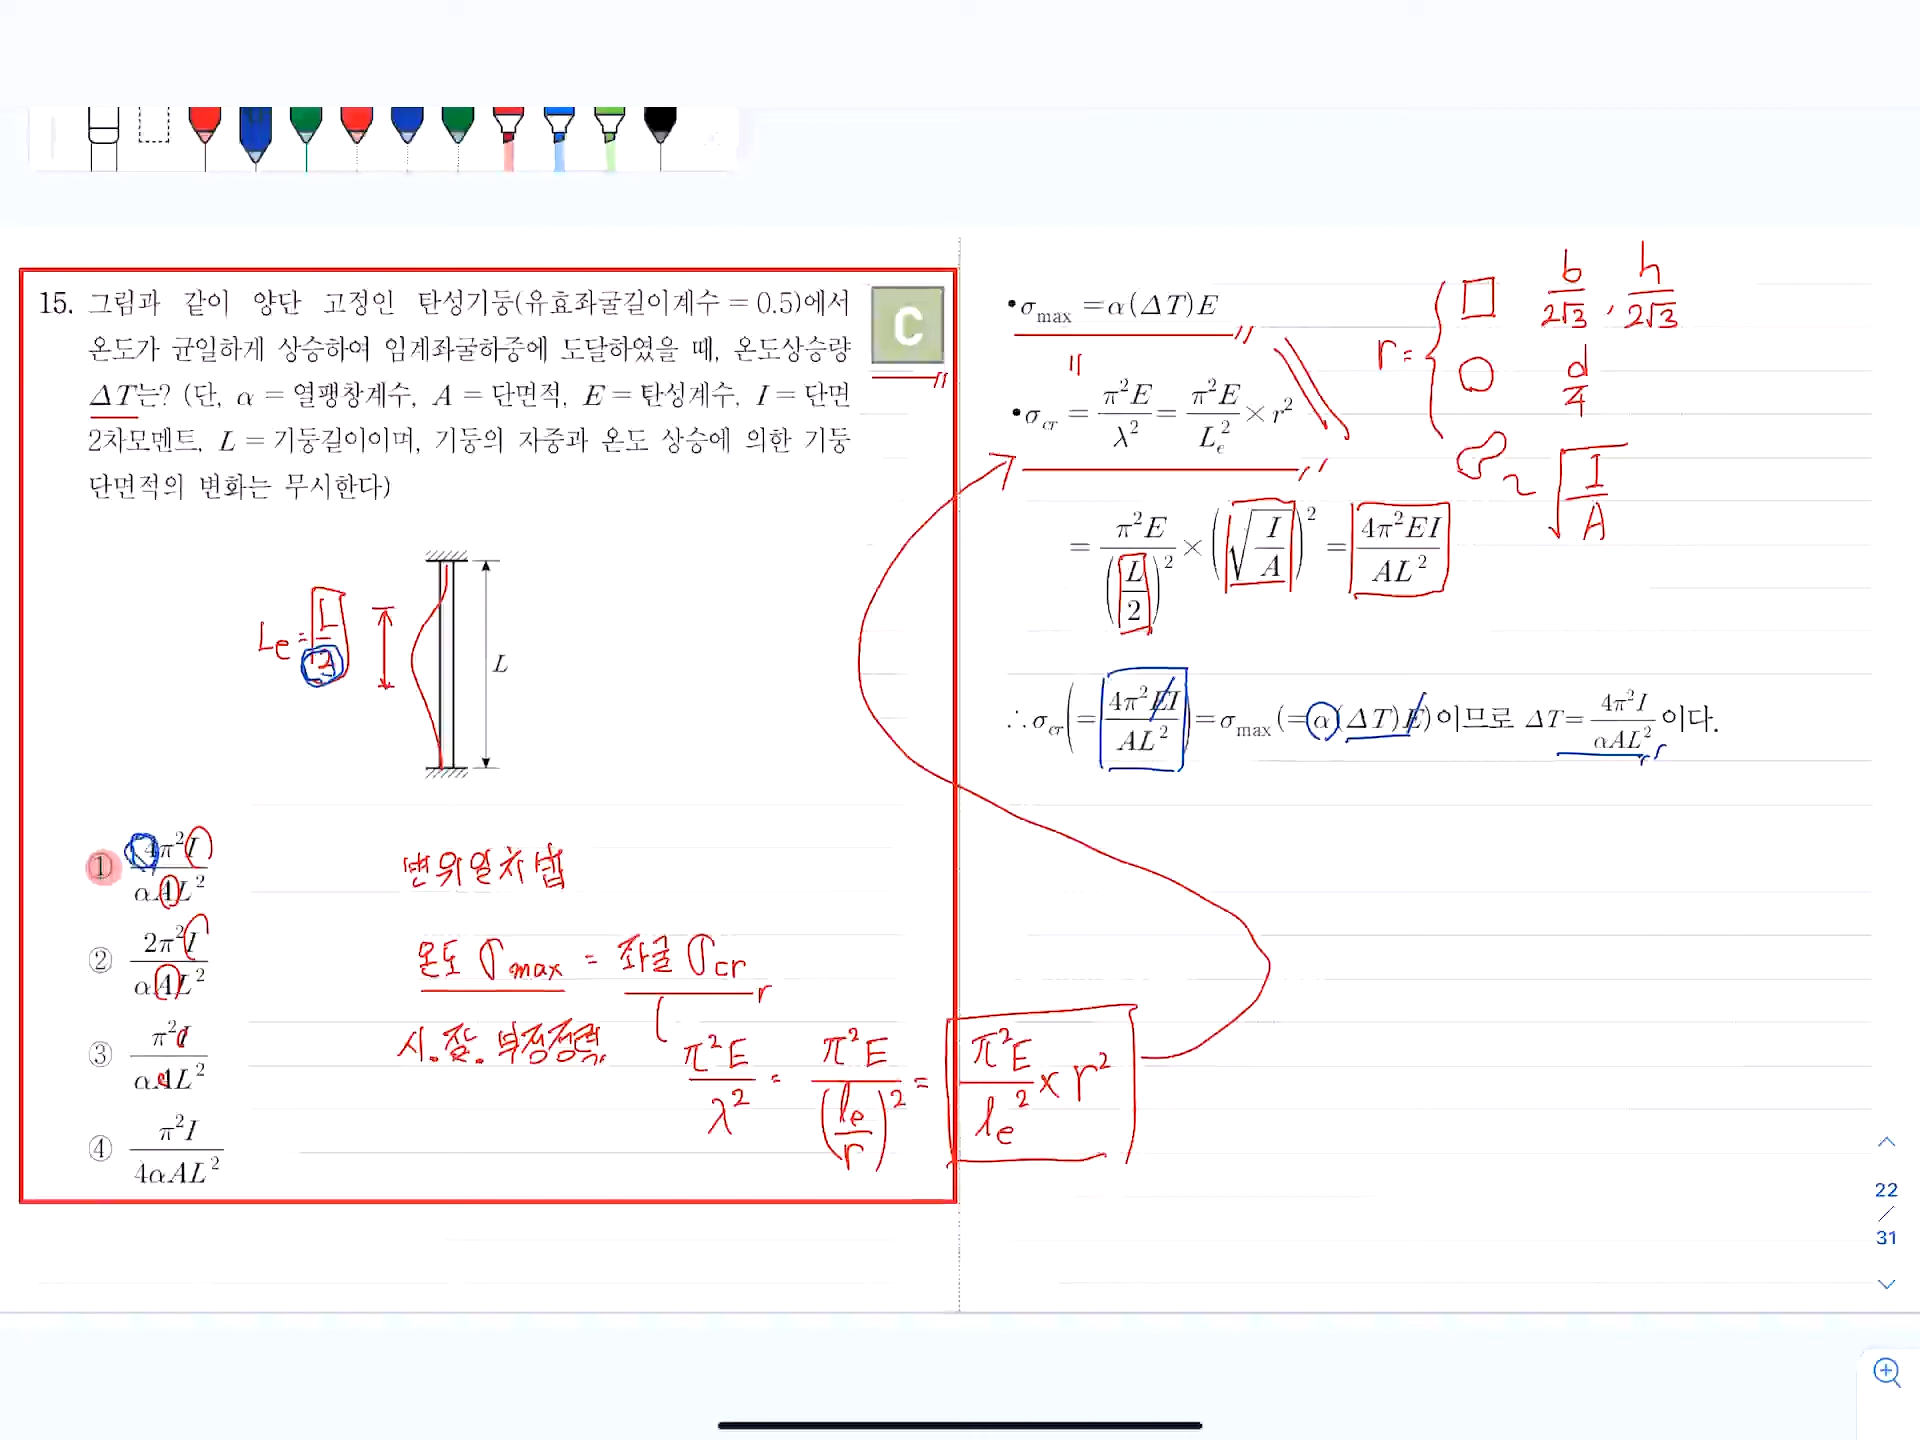 15. 그림과 같이 양단 고정인 탄성기둥(유효좌굴길이계수 = 0.5)에서
온도가 균일하게 상승하여 임계좌굴하중에 도달하였을 때, 온도상승량
ΔT는? (단, α = 열팽창계수, A = 단면적, E = 탄성계수, I = 단면
2차모멘트, L = 기둥길이이며, 기둥의 자중과 온도 상승에 의한 기둥
단면적의 변화는 무시한다)
C
Le = L/2
L
① 4π²I/αAL²
② 2π²I/αAL²
③ π²I/αAL²
④ π²I/4αAL²
변위일치법
온도 σmax = 좌굴 σcr
시.잘. 부정정력.
π²E/λ² = π²E/(le/r)² = π²E/le² × r²
•σmax = α(ΔT)E
"
•σcr = π²E/λ² = π²E/Le² × r²
= π²E/(L/2)² × (√(I/A))² = 4π²EI/AL²
∴ σcr(= 4π²EI/AL²) = σmax(= α(ΔT)E)이므로 ΔT = 4π²I/αAL² 이다.
r =
b/2√3 , h/2√3
d/4
√(I/A)
22
/
31